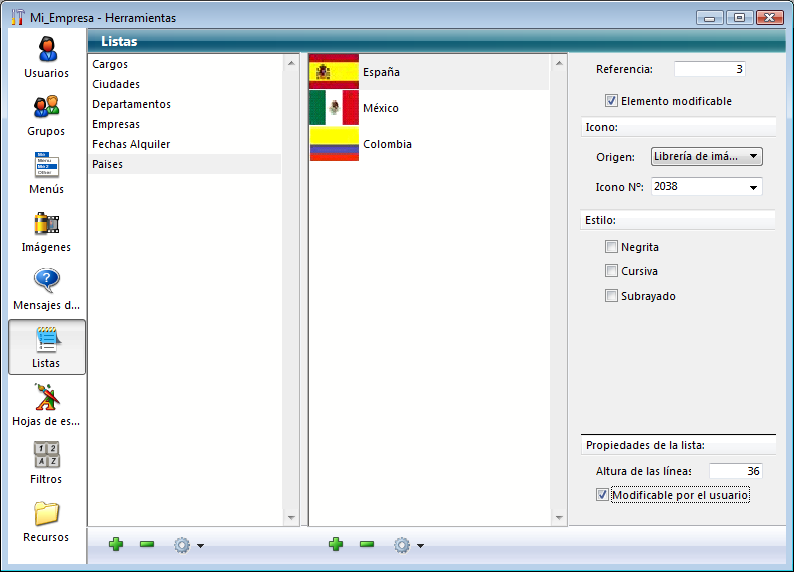 Mi_Empresa - Herramientas
Usuarios
Grupos
Menús
Imágenes
Mensajes d...
Listas
Hojas de es...
Filtros
Recursos
Listas
Cargos
Ciudades
Departamentos
Empresas
Fechas Alquiler
Paises
España
México
Colombia
Referencia: 3
Elemento modificable
Icono:
Origen: Librería de imá...
Icono Nº: 2038
Estilo:
Negrita
Cursiva
Subrayado
Propiedades de la lista:
Altura de las líneas 36
Modificable por el usuario